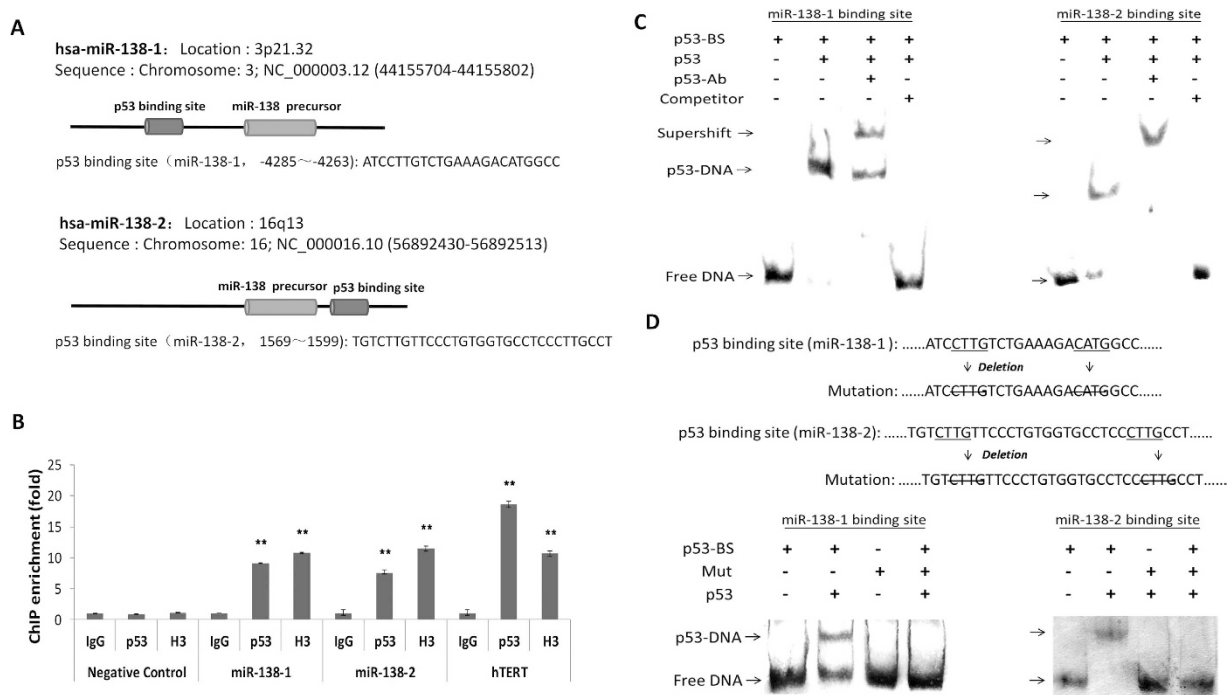 A
hsa-miR-138-1: Location : 3p21.32
Sequence : Chromosome: 3; NC_000003.12 (44155704-44155802)
p53 binding site miR-138 precursor
p53 binding site（miR-138-1， -4285～-4263): ATCCTTGTCTGAAAGACATGGCC
hsa-miR-138-2: Location : 16q13
Sequence : Chromosome: 16; NC_000016.10 (56892430-56892513)
miR-138 precursor p53 binding site
p53 binding site（miR-138-2， 1569～1599): TGTCTTGTTCCCTGTGGTGCCTCCCTTGCCT
B
ChIP enrichment (fold)
25
20
15
10
5
0
** ** ** ** ** **
IgG p53 H3 IgG p53 H3 IgG p53 H3 IgG p53 H3
Negative Control miR-138-1 miR-138-2 hTERT
C
miR-138-1 binding site miR-138-2 binding site
p53-BS + + + + + + + +
p53 - + + + - + + +
p53-Ab - - + - - - + -
Competitor - - - + - - - +
Supershift →
p53-DNA →
Free DNA →
D
p53 binding site (miR-138-1): ......ATCCTTGTCTGAAAGACATGGCC......
↓ Deletion ↓
Mutation: ......ATCCTTGTCTGAAAGACATGGCC......
p53 binding site (miR-138-2): ......TGTCTTGTTCCCTGTGGTGCCTCCCTTGCCT......
↓ Deletion ↓
Mutation: ......TGTCTTGTTCCCTGTGGTGCCTCCCTTGCCT......
miR-138-1 binding site miR-138-2 binding site
p53-BS + + - + + + - +
Mut - - + + - - + +
p53 - + - + - + + +
p53-DNA →
Free DNA →